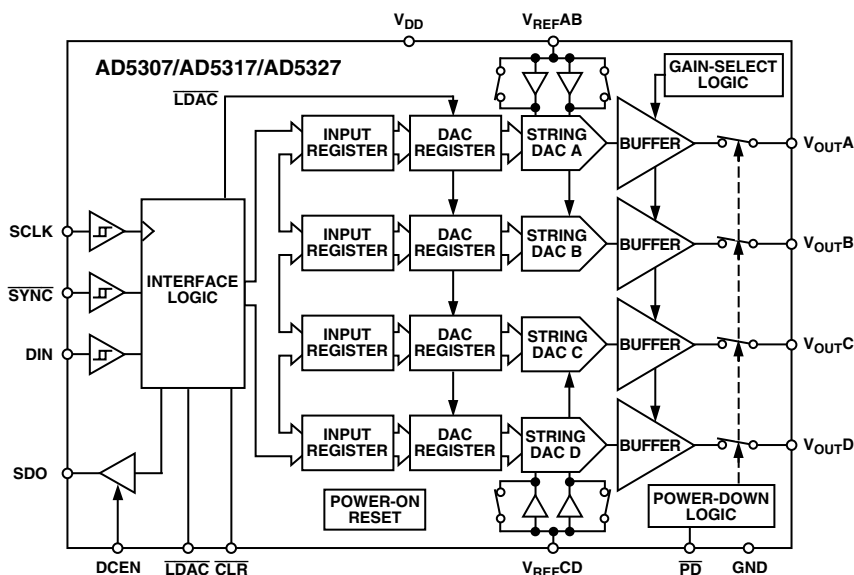 VDD
VREFAB
AD5307/AD5317/AD5327
GAIN-SELECT
LOGIC
LDAC
INPUT
REGISTER
DAC
REGISTER
STRING
DAC A
BUFFER
VOUTA
SCLK
INPUT
REGISTER
DAC
REGISTER
STRING
DAC B
BUFFER
VOUTB
SYNC
INTERFACE
LOGIC
DIN
INPUT
REGISTER
DAC
REGISTER
STRING
DAC C
BUFFER
VOUTC
INPUT
REGISTER
DAC
REGISTER
STRING
DAC D
BUFFER
VOUTD
SDO
POWER-ON
RESET
POWER-DOWN
LOGIC
DCEN
LDAC
CLR
VREFCD
PD
GND